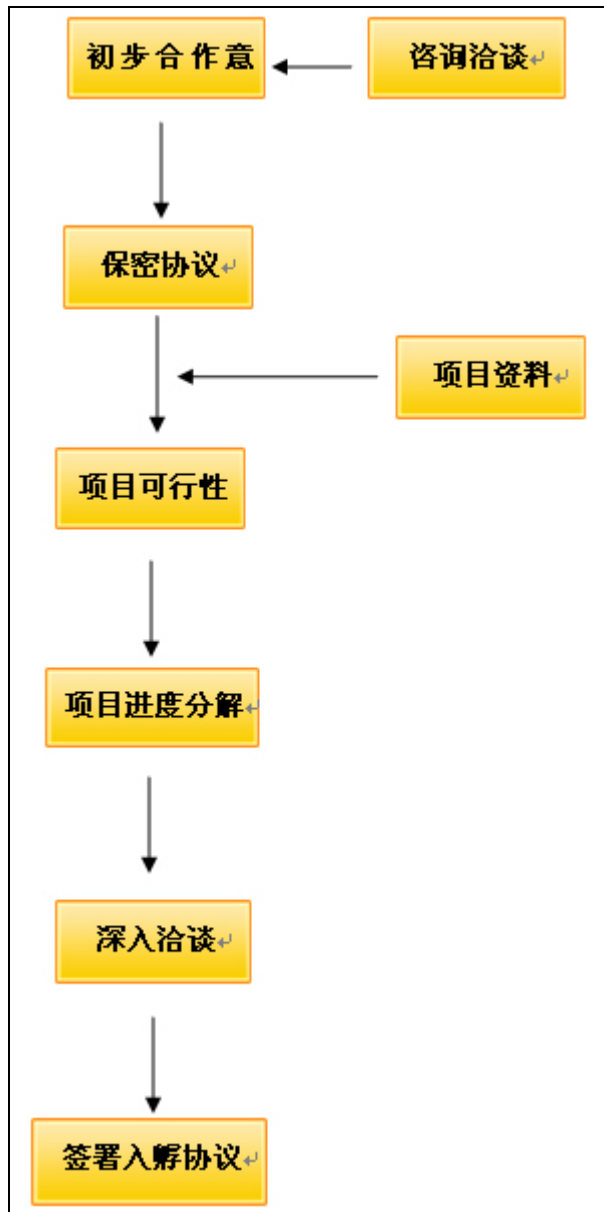 初步合作意
咨询洽谈
保密协议
项目资料
项目可行性
项目进度分解
深入洽谈
签署入孵协议